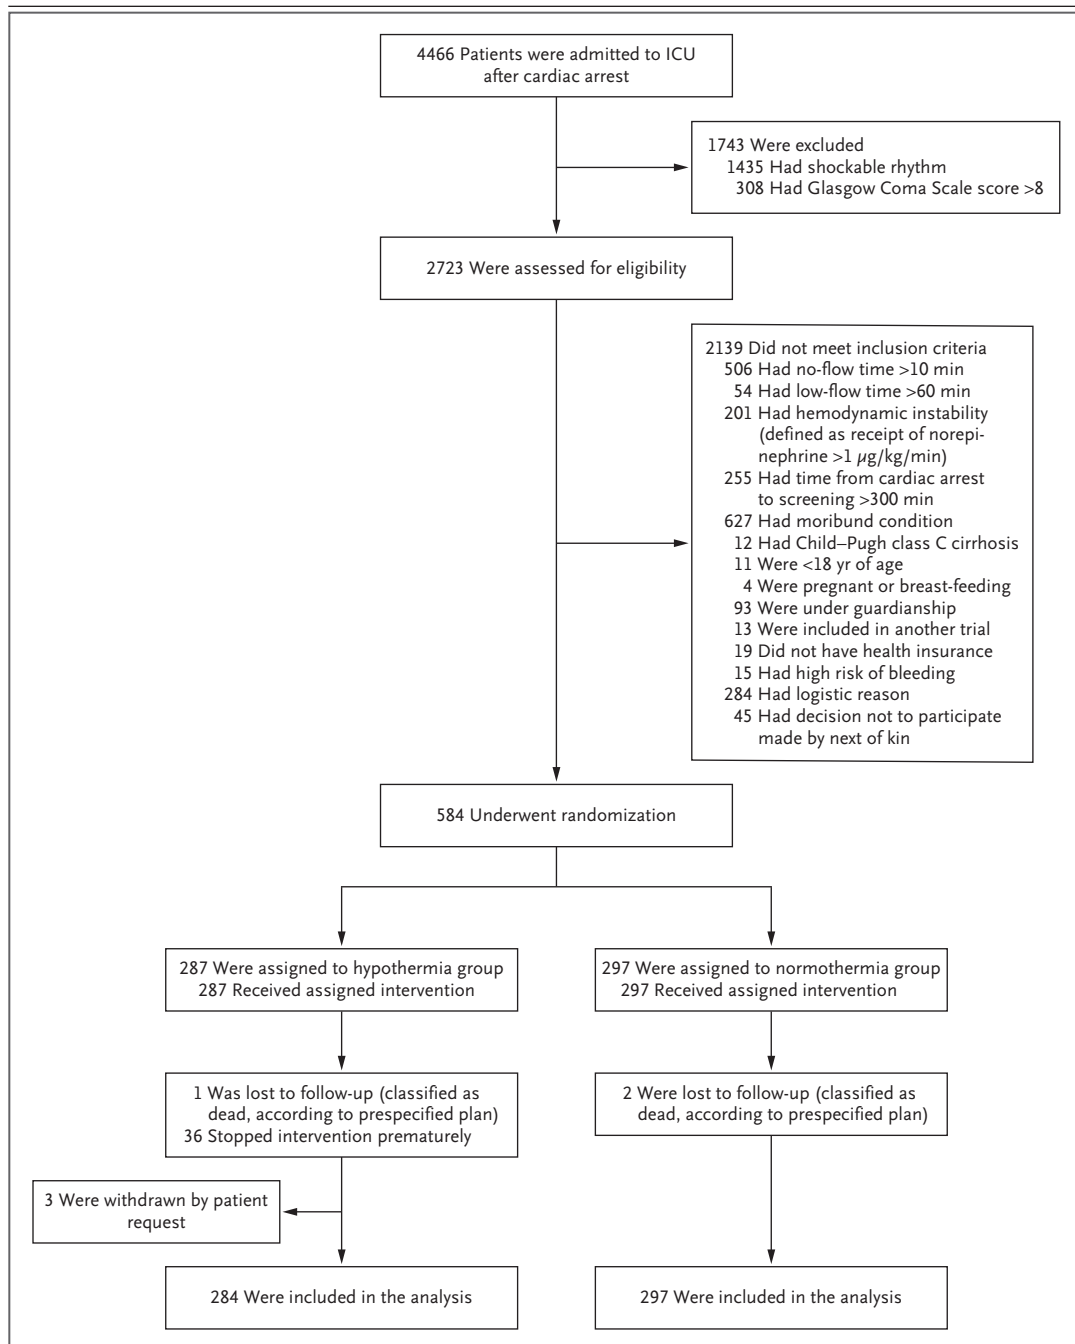 4466 Patients were admitted to ICU
after cardiac arrest
1743 Were excluded
1435 Had shockable rhythm
308 Had Glasgow Coma Scale score >8
2723 Were assessed for eligibility
2139 Did not meet inclusion criteria
506 Had no-flow time >10 min
54 Had low-flow time >60 min
201 Had hemodynamic instability
(defined as receipt of norepi-
nephrine >1 µg/kg/min)
255 Had time from cardiac arrest
to screening >300 min
627 Had moribund condition
12 Had Child–Pugh class C cirrhosis
11 Were <18 yr of age
4 Were pregnant or breast-feeding
93 Were under guardianship
13 Were included in another trial
19 Did not have health insurance
15 Had high risk of bleeding
284 Had logistic reason
45 Had decision not to participate
made by next of kin
584 Underwent randomization
287 Were assigned to hypothermia group
287 Received assigned intervention
297 Were assigned to normothermia group
297 Received assigned intervention
1 Was lost to follow-up (classified as
dead, according to prespecified plan)
36 Stopped intervention prematurely
2 Were lost to follow-up (classified as
dead, according to prespecified plan)
3 Were withdrawn by patient
request
284 Were included in the analysis
297 Were included in the analysis